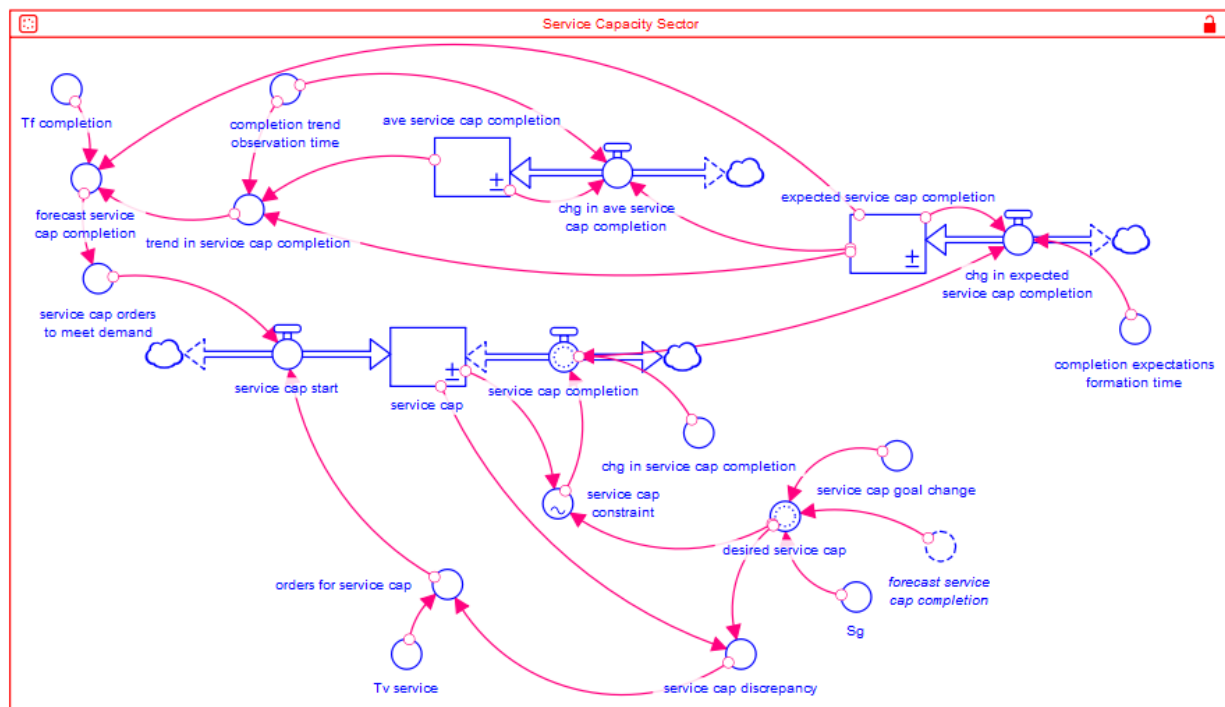 Service Capacity Sector
Tf completion
completion trend
observation time
ave service cap completion
forecast service
cap completion
trend in service cap completion
chg in ave service
cap completion
expected service cap completion
chg in expected
service cap completion
service cap orders
to meet demand
completion expectations
formation time
service cap start
service cap
service cap completion
chg in service cap completion
service cap
constraint
service cap goal change
desired service cap
forecast service
cap completion
orders for service cap
Sg
Tv service
service cap discrepancy